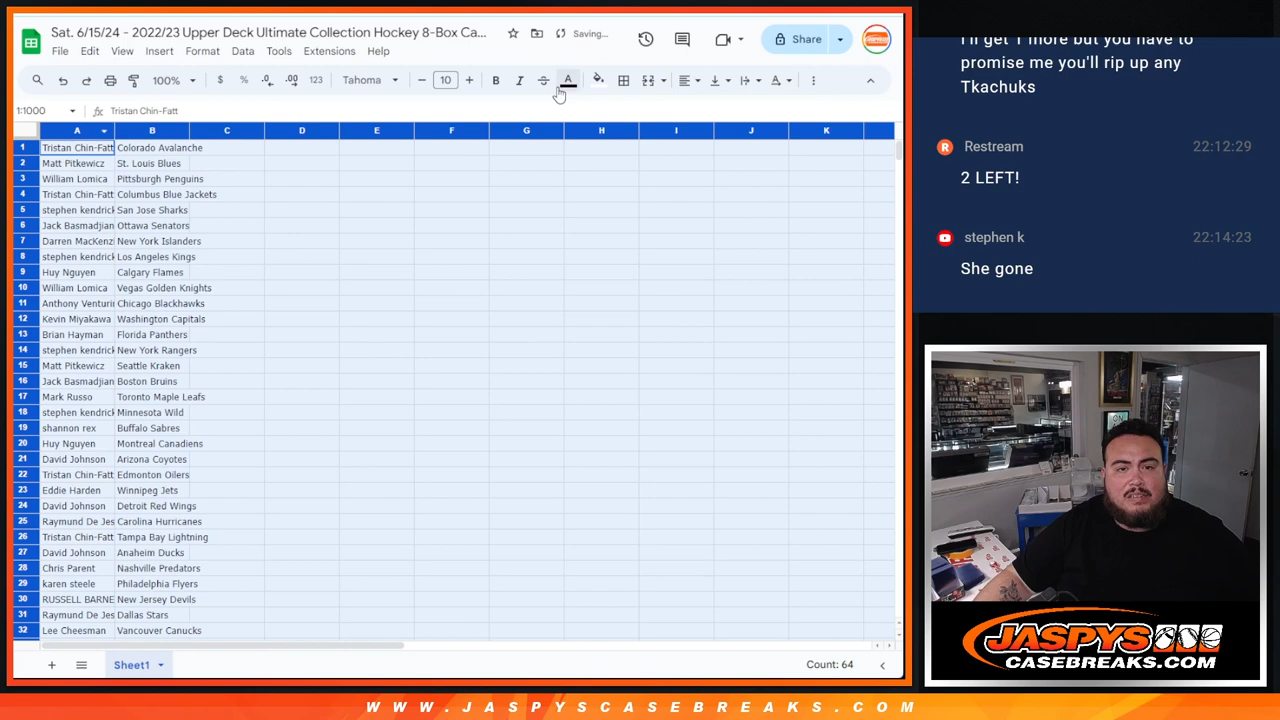 Sat. 6/15/24 - 2022/23 Upper Deck Ultimate Collection Hockey 8-Box Ca...
Saving...
Share
File Edit View Insert Format Data Tools Extensions Help
100% $ % .0 .00 123 Tahoma − 10 + B I A
1:1000 fx Tristan Chin-Fatt
A B C D E F G H I J K
1 Tristan Chin-Fatt Colorado Avalanche
2 Matt Pitkewicz St. Louis Blues
3 William Lomica Pittsburgh Penguins
4 Tristan Chin-Fatt Columbus Blue Jackets
5 stephen kendrick San Jose Sharks
6 Jack Basmadjian Ottawa Senators
7 Darren MacKenzi New York Islanders
8 stephen kendrick Los Angeles Kings
9 Huy Nguyen Calgary Flames
10 William Lomica Vegas Golden Knights
11 Anthony Venturin Chicago Blackhawks
12 Kevin Miyakawa Washington Capitals
13 Brian Hayman Florida Panthers
14 stephen kendrick New York Rangers
15 Matt Pitkewicz Seattle Kraken
16 Jack Basmadjian Boston Bruins
17 Mark Russo Toronto Maple Leafs
18 stephen kendrick Minnesota Wild
19 shannon rex Buffalo Sabres
20 Huy Nguyen Montreal Canadiens
21 David Johnson Arizona Coyotes
22 Tristan Chin-Fatt Edmonton Oilers
23 Eddie Harden Winnipeg Jets
24 David Johnson Detroit Red Wings
25 Raymund De Jes Carolina Hurricanes
26 Tristan Chin-Fatt Tampa Bay Lightning
27 David Johnson Anaheim Ducks
28 Chris Parent Nashville Predators
29 karen steele Philadelphia Flyers
30 RUSSELL BARNE New Jersey Devils
31 Raymund De Jes Dallas Stars
32 Lee Cheesman Vancouver Canucks
Sheet1
Count: 64
I'll get 1 more but you have to
promise me you'll rip up any
Tkachuks
Restream 22:12:29
2 LEFT!
stephen k 22:14:23
She gone
JASPYS
CASEBREAKS.COM
WWW.JASPYSCASEBREAKS.COM